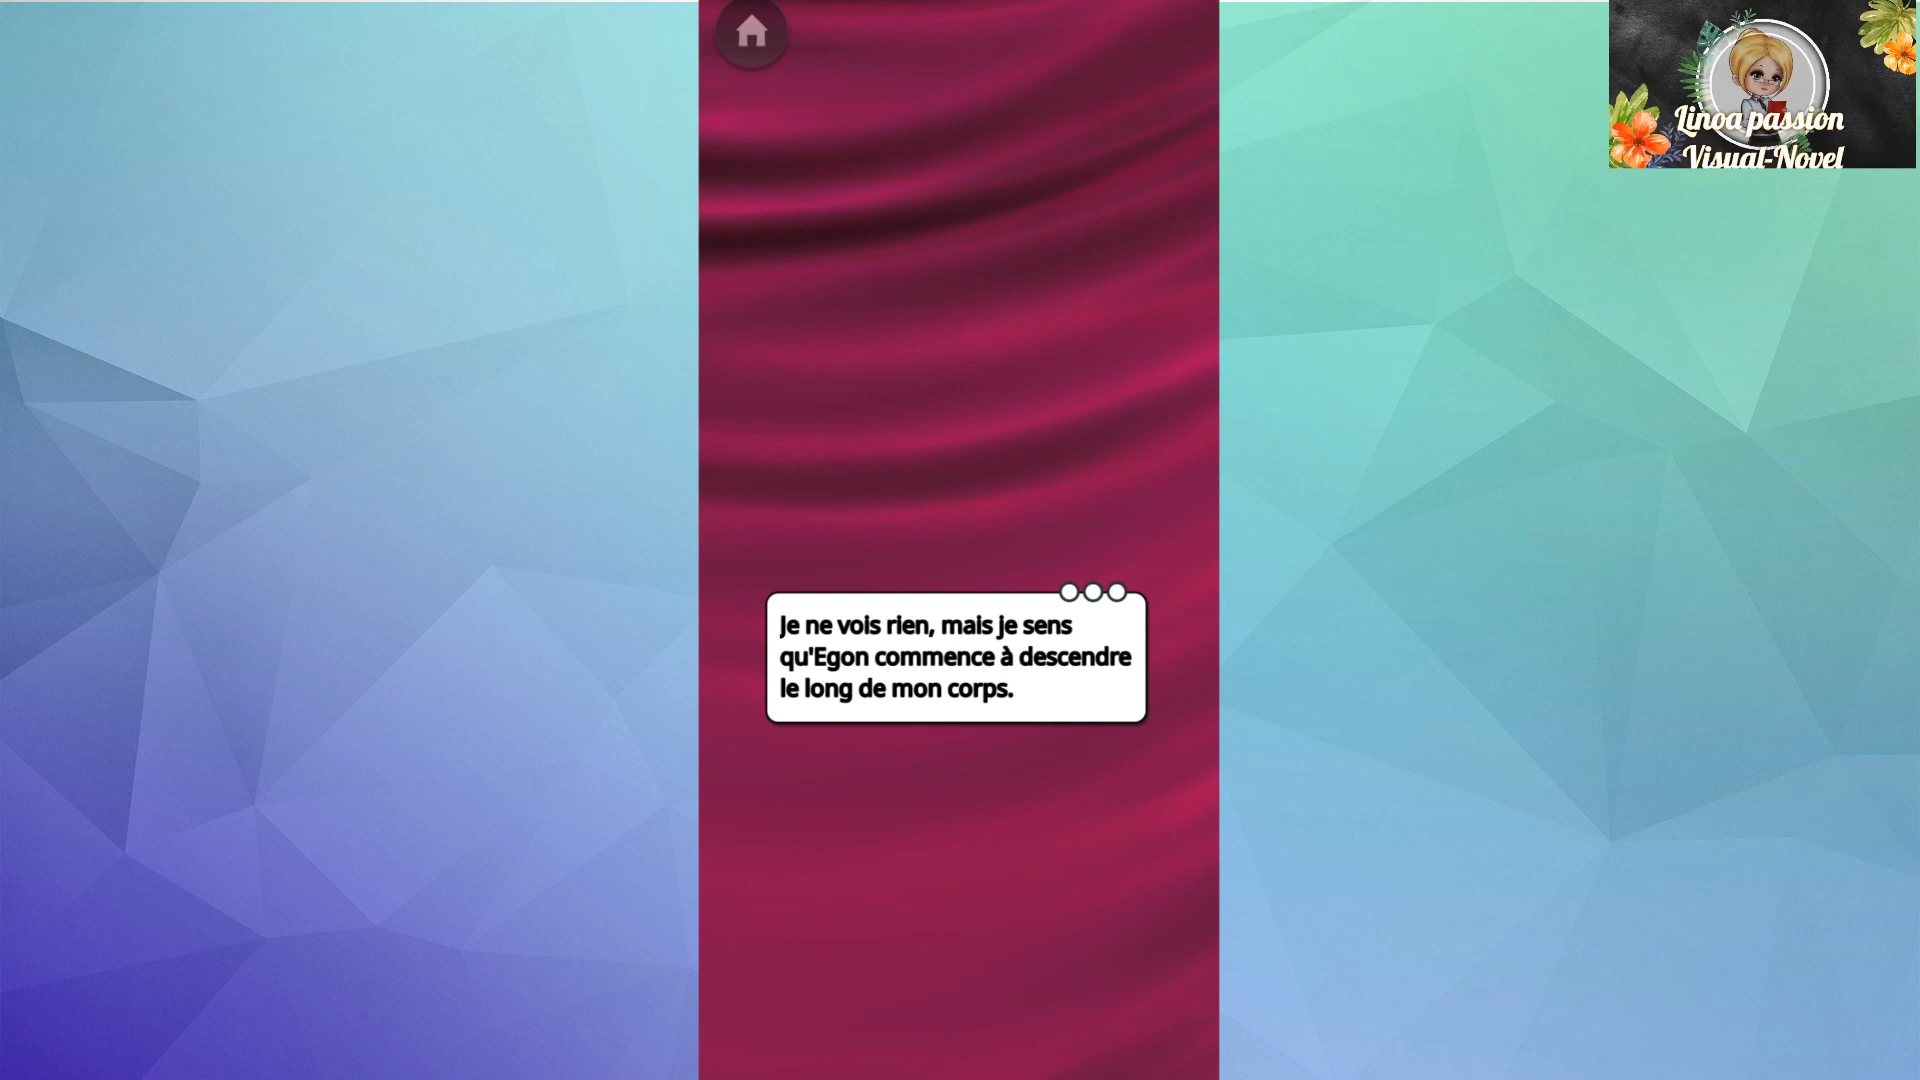 Linoa passion
Visual-Novel
Je ne vois rien, mais je sens
qu'Egon commence à descendre
le long de mon corps.